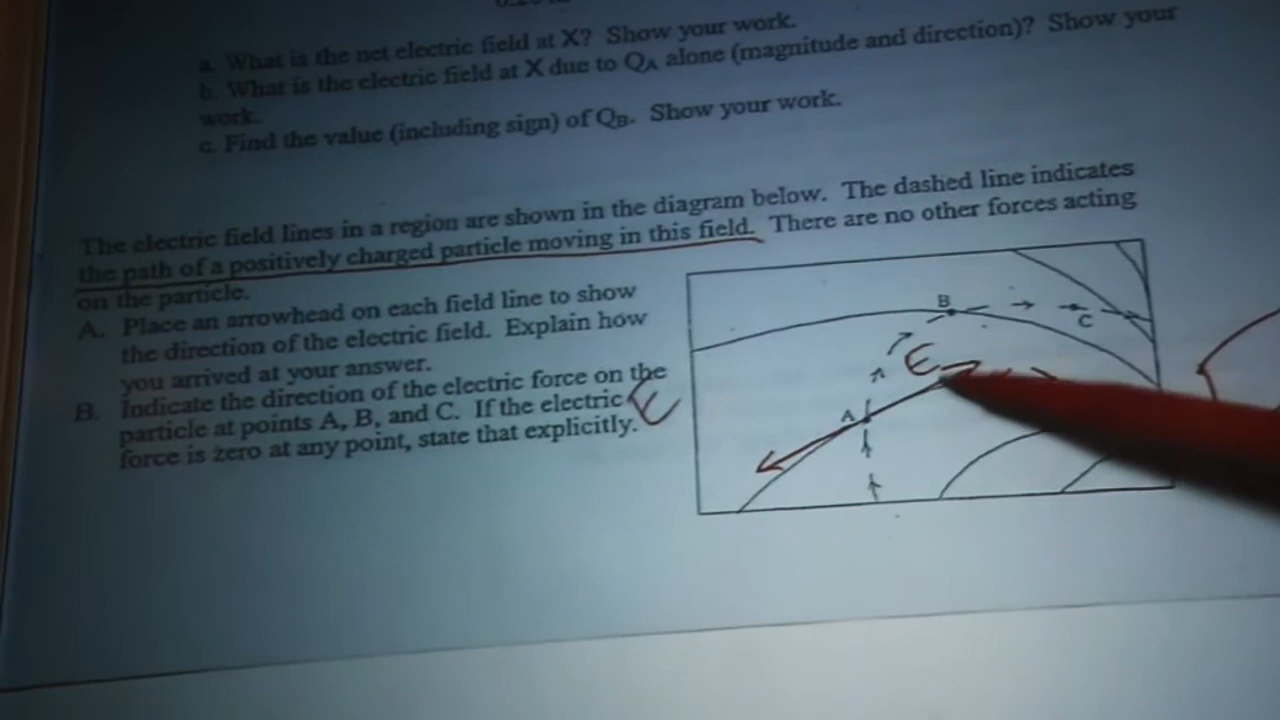 a. What is the net electric field at X? Show your work.
b. What is the electric field at X due to QA alone (magnitude and direction)? Show your
work.
c. Find the value (including sign) of QB. Show your work.
The electric field lines in a region are shown in the diagram below. The dashed line indicates
the path of a positively charged particle moving in this field. There are no other forces acting
on the particle.
A. Place an arrowhead on each field line to show
the direction of the electric field. Explain how
you arrived at your answer.
B. Indicate the direction of the electric force on the
particle at points A, B, and C. If the electric
force is zero at any point, state that explicitly.
E
B
C
E
A